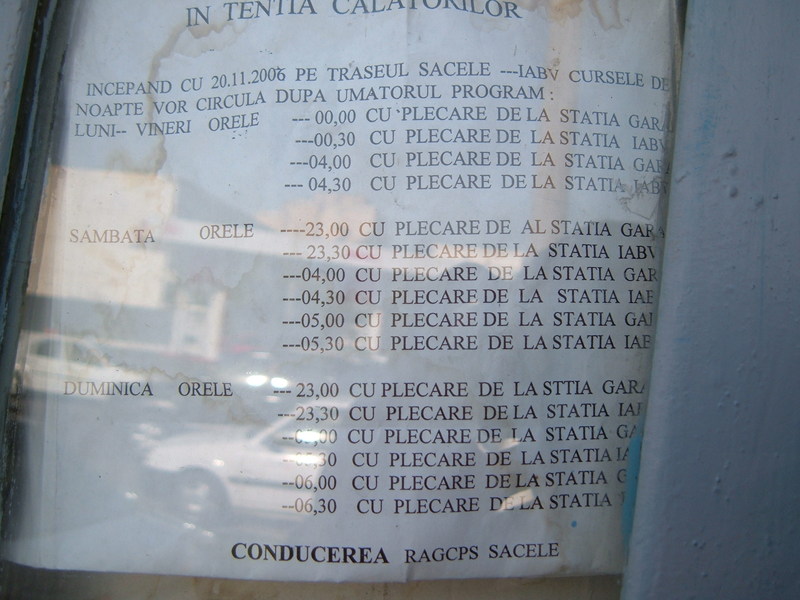 IN TENTIA CALATORILOR
INCEPAND CU 20.11.2006 PE TRASEUL SACELE ---IABV CURSELE DE
NOAPTE VOR CIRCULA DUPA UMATORUL PROGRAM :
LUNI-- VINERI ORELE --- 00,00 CU PLECARE DE LA STATIA GARA
---00,30 CU PLECARE DE LA STATIA IABV
---04,00 CU PLECARE DE LA STATIA GARA
--- 04,30 CU PLECARE DE LA STATIA IABV
SAMBATA ORELE ----23,00 CU PLECARE DE AL STATIA GARA
--- 23,30 CU PLECARE DE LA STATIA IABV
---04,00 CU PLECARE DE LA STATIA GAR
---04,30 CU PLECARE DE LA STATIA IAB
---05,00 CU PLECARE DE LA STATIA GAR
---05,30 CU PLECARE DE LA STATIA IAB
DUMINICA ORELE --- 23,00 CU PLECARE DE LA STTIA GARA
---23,30 CU PLECARE DE LA STATIA IAB
CU PLECARE DE LA STATIA GA
CU PLECARE DE LA STATIA IA
--06,00 CU PLECARE DE LA STATIA G
--06,30 CU PLECARE DE LA STATIA
CONDUCEREA RAGCPS SACELE